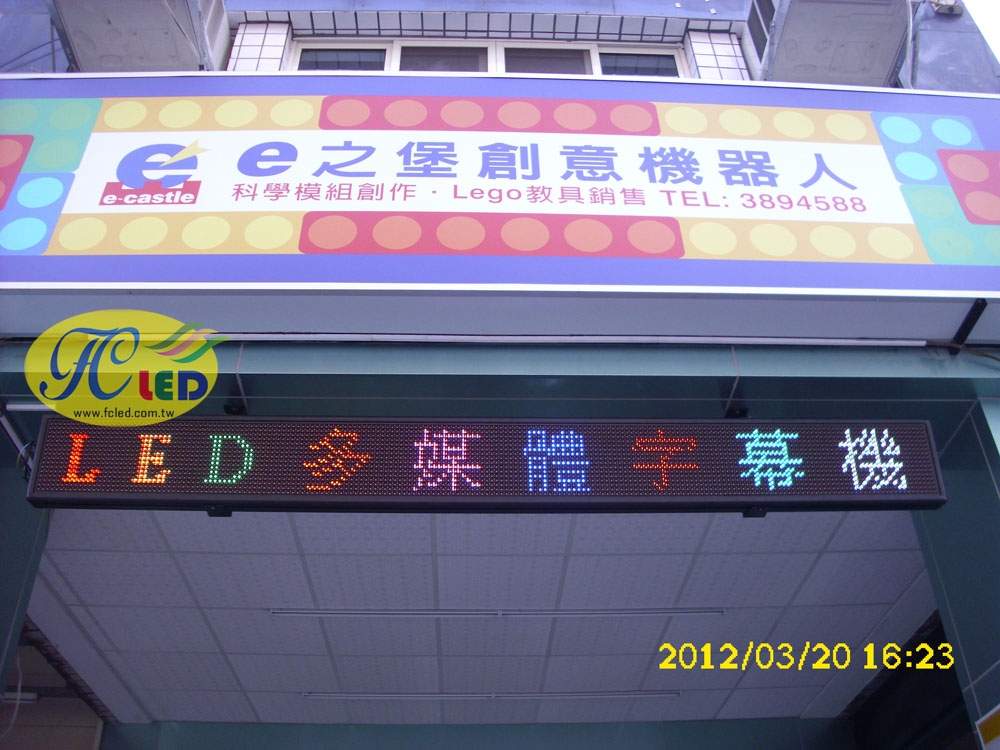 e之堡創意機器人
e-castle
科學模組創作・Lego教具銷售 TEL: 3894588
FC LED
www.fcled.com.tw
LED多媒體字幕機
2012/03/20 16:23